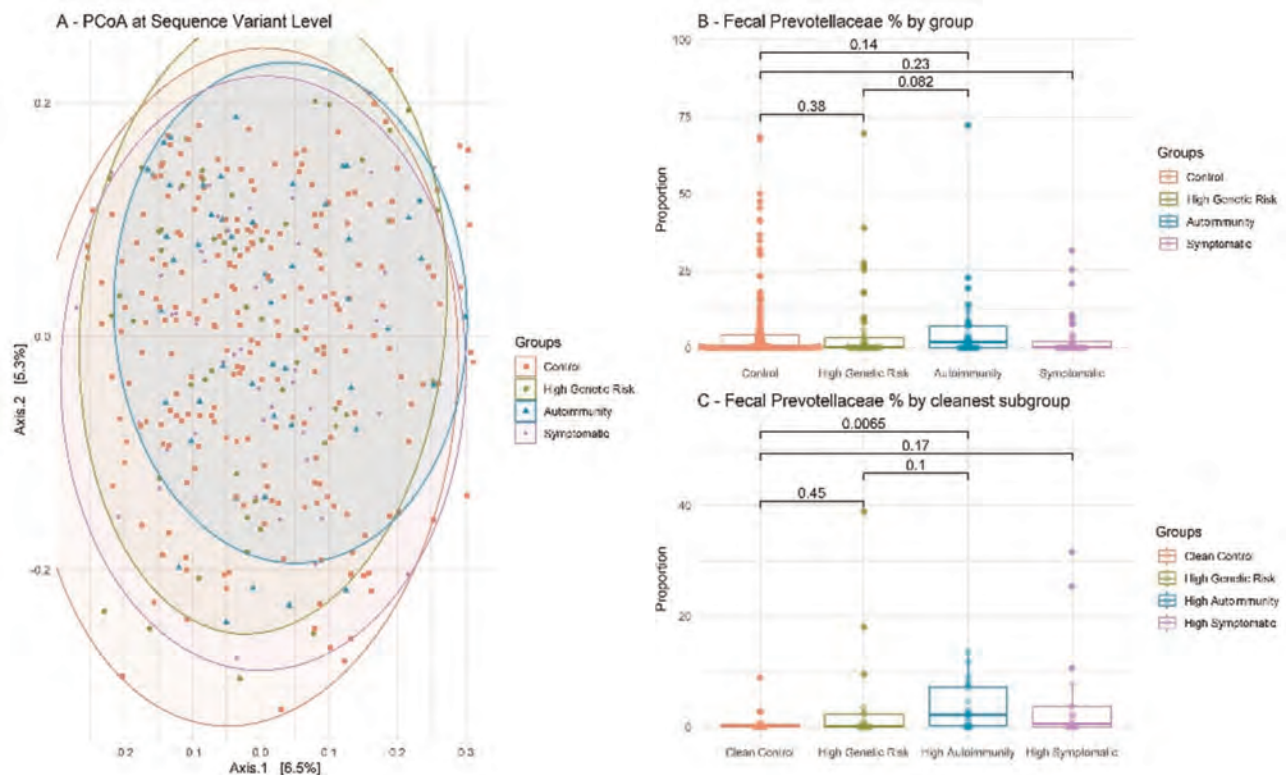 A - PCoA at Sequence Variant Level
0.2
0.0
-0.2
Axis.2 [5.3%]
0.2
0.1
0.0
0.1
0.2
0.3
Axis.1 [6.5%]
Groups
Control
High Genetic Risk
Autoimmunity
Symptomatic
B - Fecal Prevotellaceae % by group
100
75
50
25
0
Proportion
0.14
0.23
0.082
0.38
Control
High Genetic Risk
Autoimmunity
Symptomatic
Groups
Control
High Genetic Risk
Autoimmunity
Symptomatic
C - Fecal Prevotellaceae % by cleanest subgroup
0.0065
0.17
0.1
0.45
40
20
0
Proportion
Clean Control
High Genetic Risk
High Autoimmunity
High Symptomatic
Groups
Clean Control
High Genetic Risk
High Autoimmunity
High Symptomatic